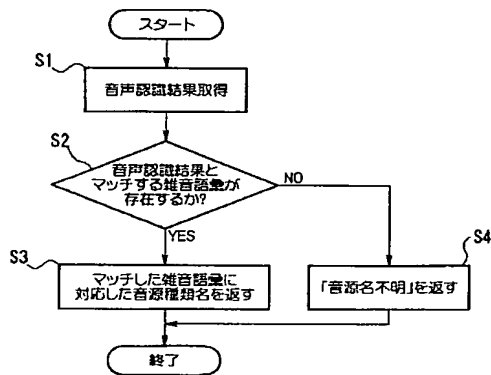 スタート
S1
音声認識結果取得
S2
音声認識結果と
マッチする雑音語彙が
存在するか?
NO
YES
S3
S4
マッチした雑音語彙に
対応した音源種類名を返す
「音源名不明」を返す
終了